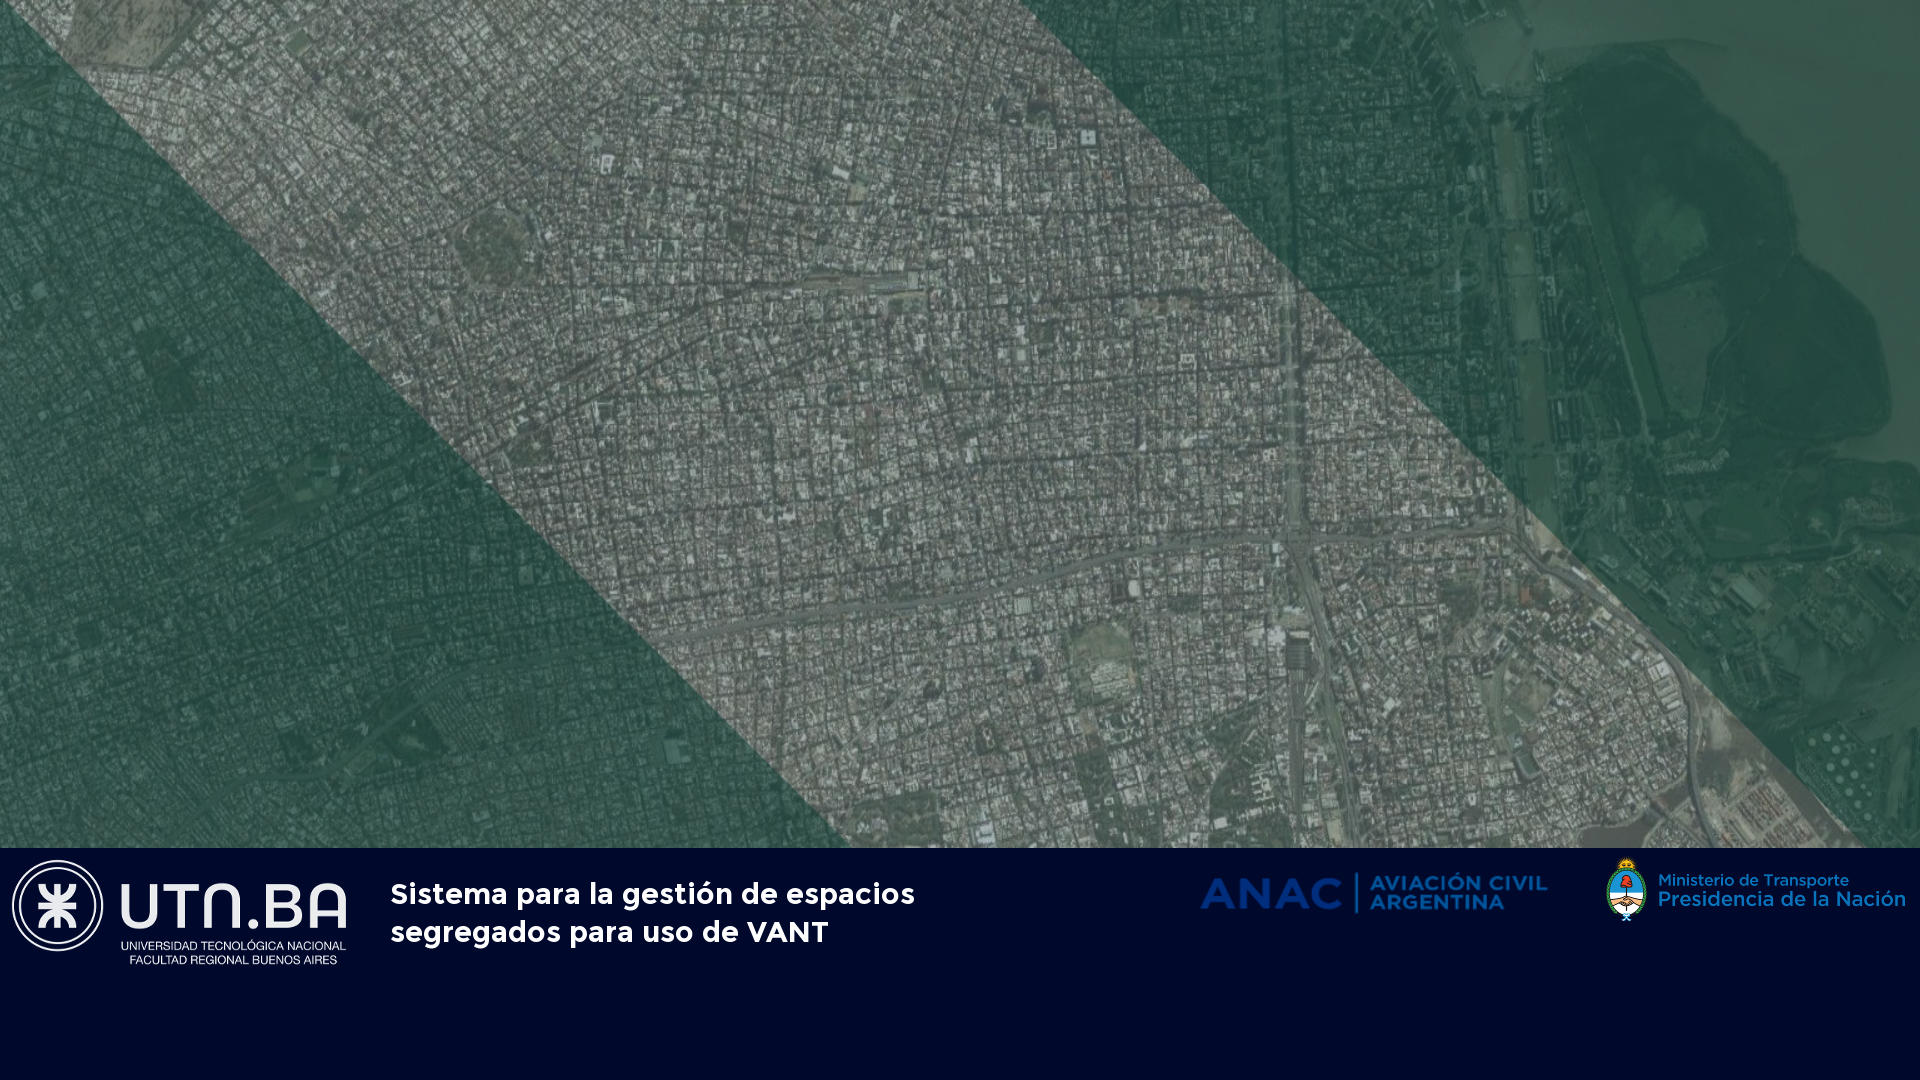 UTN.BA
UNIVERSIDAD TECNOLÓGICA NACIONAL
FACULTAD REGIONAL BUENOS AIRES
Sistema para la gestión de espacios
segregados para uso de VANT
ANAC
AVIACIÓN CIVIL
ARGENTINA
Ministerio de Transporte
Presidencia de la Nación